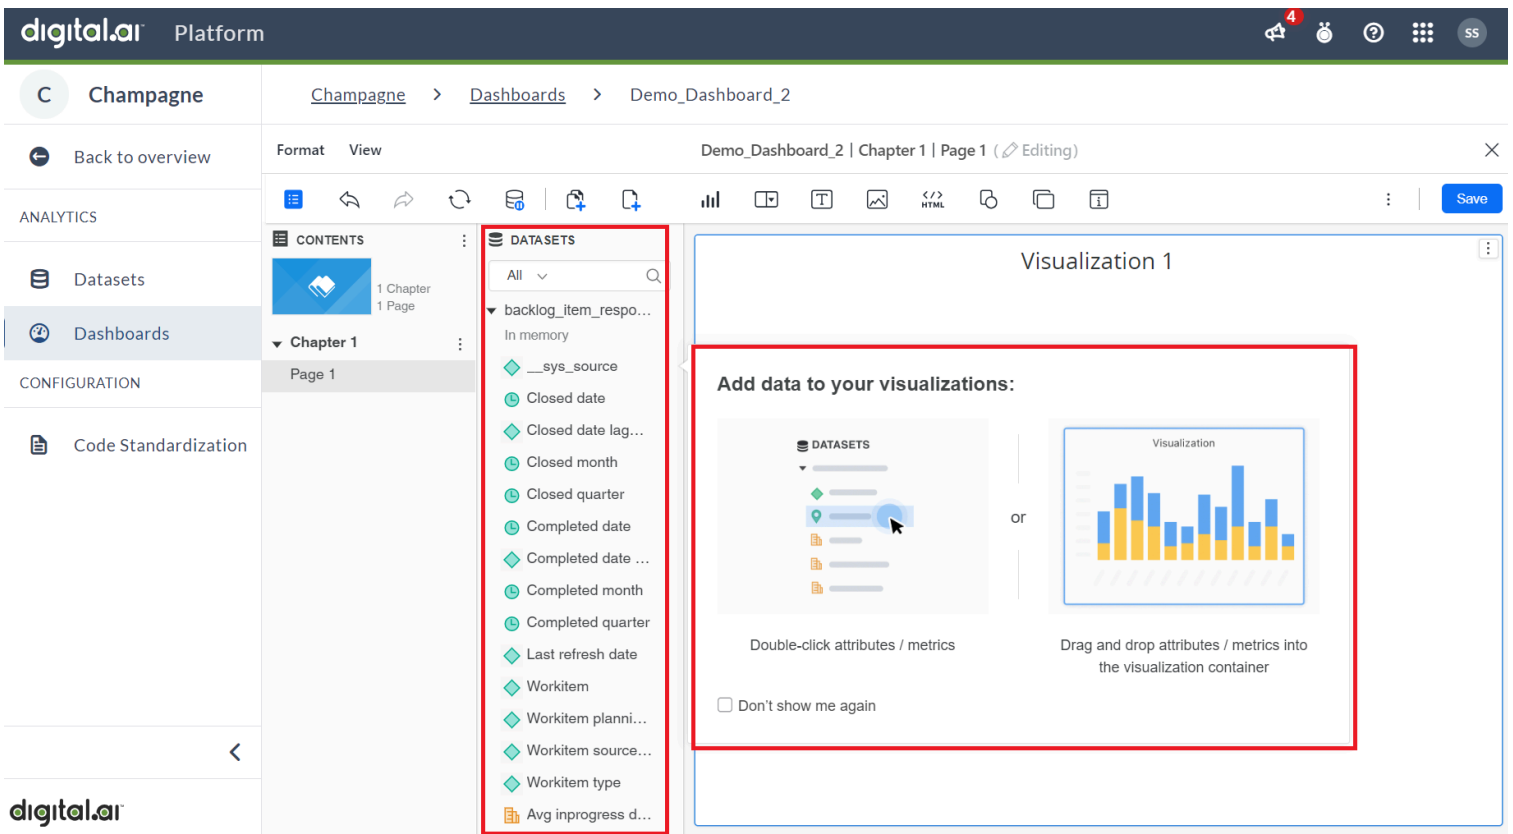 digital.ai Platform
4
SS
C Champagne
Champagne > Dashboards > Demo_Dashboard_2
Back to overview
Format View
Demo_Dashboard_2 | Chapter 1 | Page 1 ( Editing)
ANALYTICS
T
</>
HTML
i
Save
Datasets
Dashboards
CONFIGURATION
Code Standardization
digital.ai
CONTENTS
1 Chapter
1 Page
Chapter 1
Page 1
DATASETS
All
backlog_item_respo...
In memory
__sys_source
Closed date
Closed date lag...
Closed month
Closed quarter
Completed date
Completed date ...
Completed month
Completed quarter
Last refresh date
Workitem
Workitem planni...
Workitem source...
Workitem type
Avg inprogress d...
Visualization 1
Add data to your visualizations:
DATASETS
or
Visualization
Double-click attributes / metrics
Drag and drop attributes / metrics into
the visualization container
Don't show me again